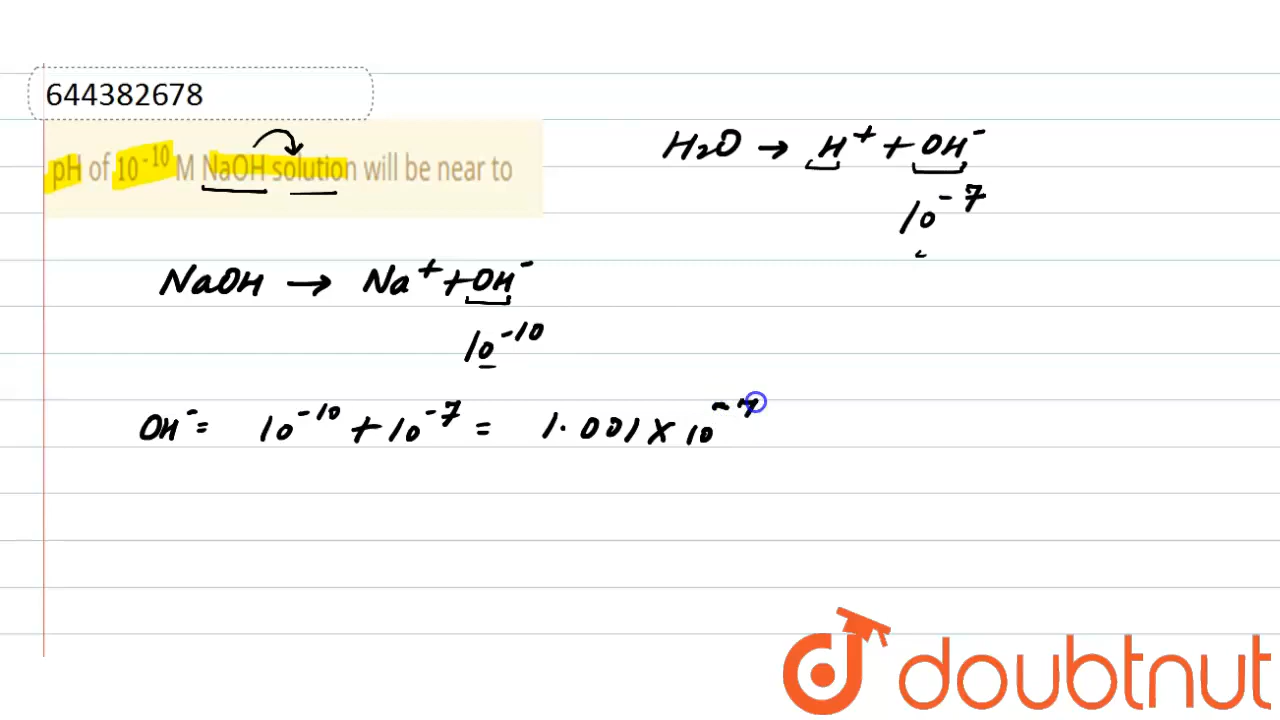 644382678
pH of 10⁻¹⁰ M NaOH solution will be near to
H₂O → H⁺ + OH⁻
10⁻⁷
NaOH → Na⁺ + OH⁻
10⁻¹⁰
OH⁻ = 10⁻¹⁰ + 10⁻⁷ = 1.001 × 10⁻⁷
doubtnut